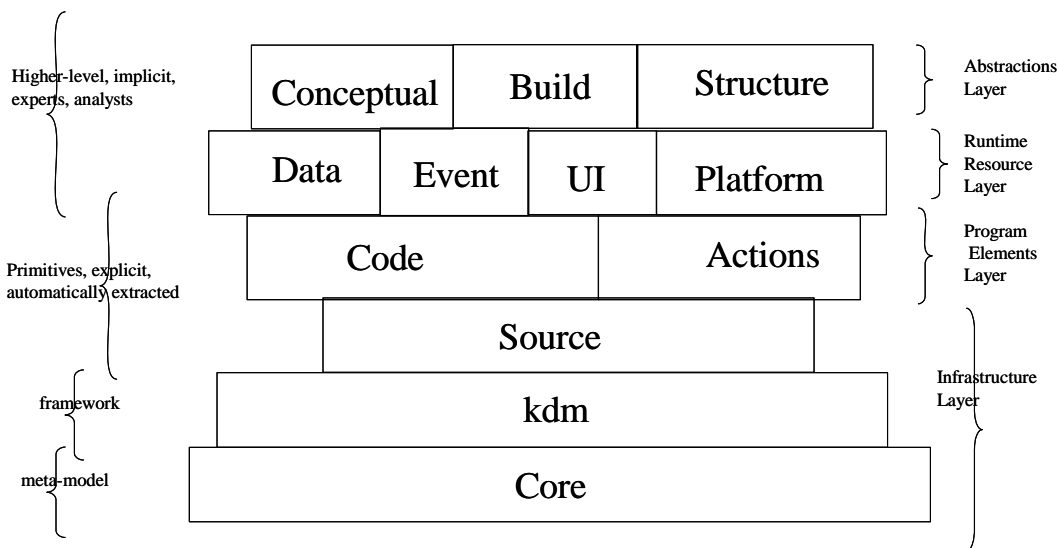 Higher-level, implicit,
experts, analysts
Conceptual
Build
Structure
Abstractions
Layer
Data
Event
UI
Platform
Runtime
Resource
Layer
Primitives, explicit,
automatically extracted
Code
Actions
Program
Elements
Layer
Source
framework
kdm
Infrastructure
Layer
meta-model
Core